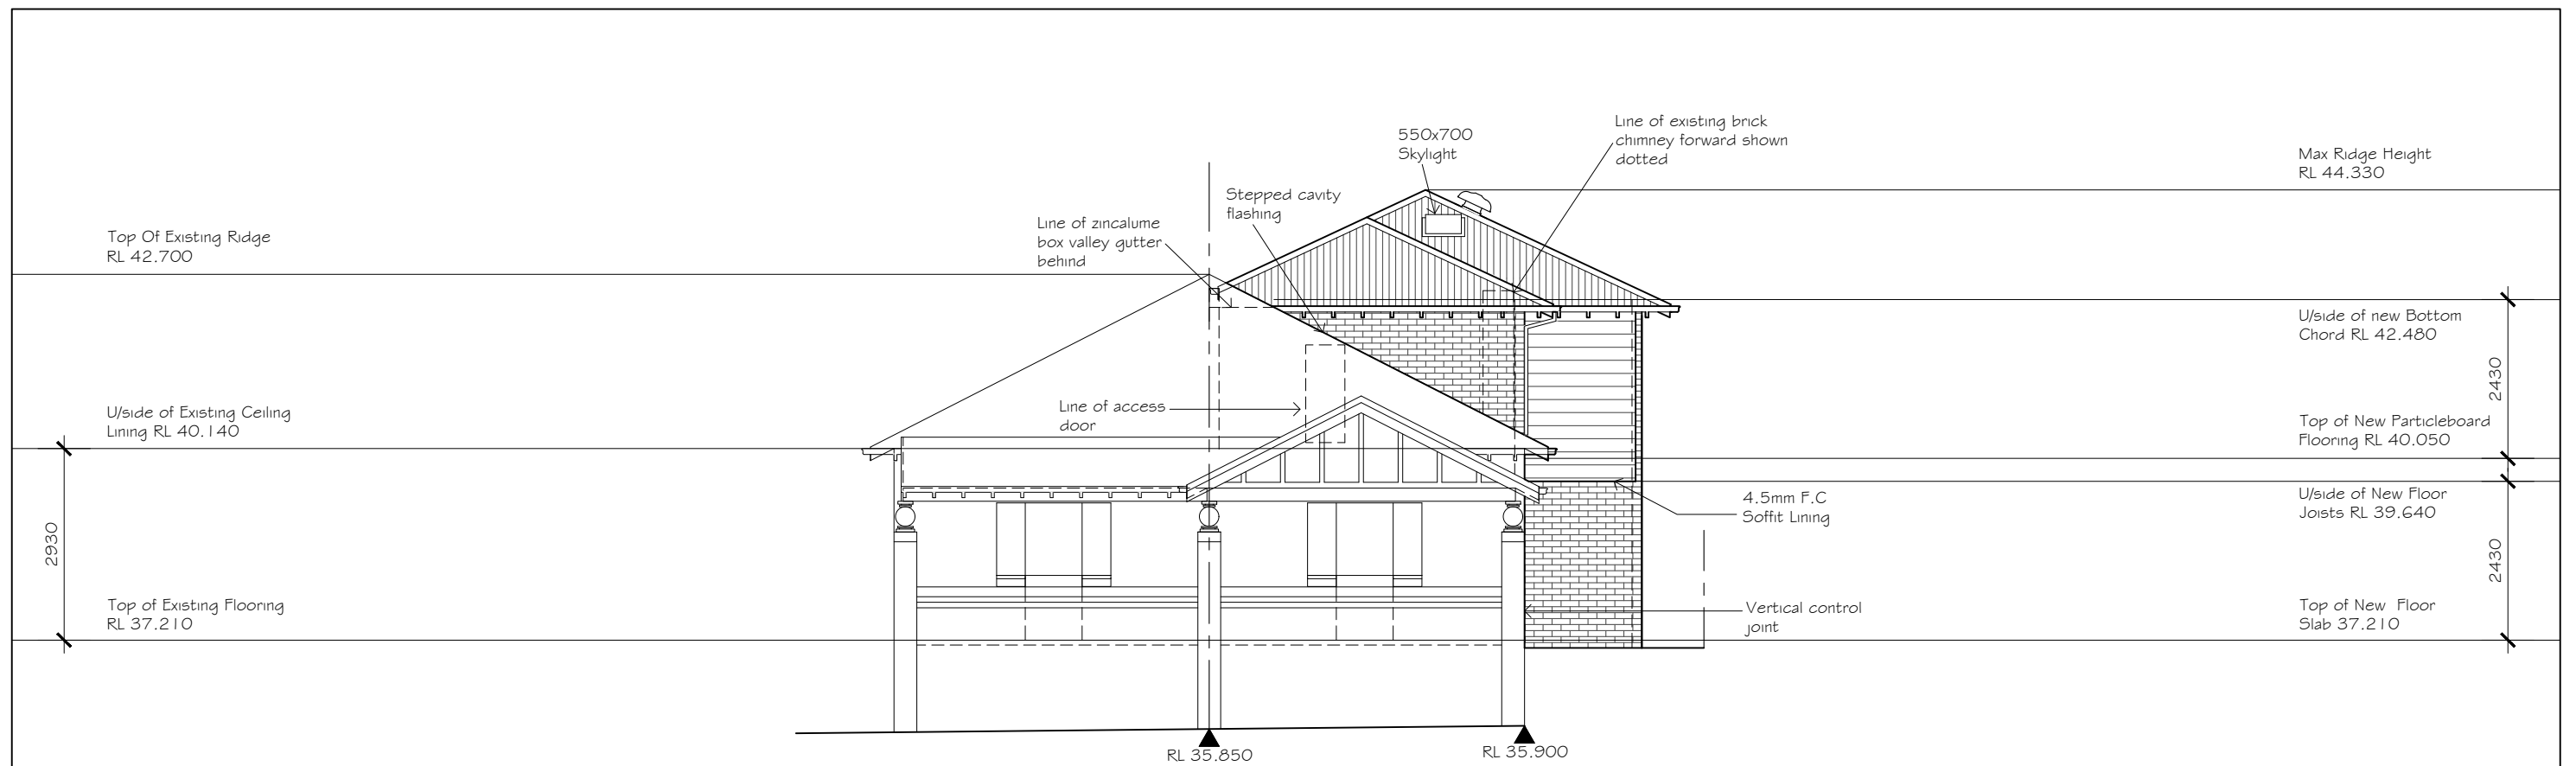 Line of existing brick
chimney forward shown
dotted
550x700
Skylight
Max Ridge Height
RL 44.330
Stepped cavity
flashing
Line of zincalume
box valley gutter
behind
Top Of Existing Ridge
RL 42.700
U/side of new Bottom
Chord RL 42.480
2430
U/side of Existing Ceiling
Lining RL 40.140
Line of access
door
Top of New Particleboard
Flooring RL 40.050
4.5mm F.C
Soffit Lining
U/side of New Floor
Joists RL 39.640
2930
2430
Top of Existing Flooring
RL 37.210
Vertical control
joint
Top of New Floor
Slab 37.210
RL 35.850
RL 35.900